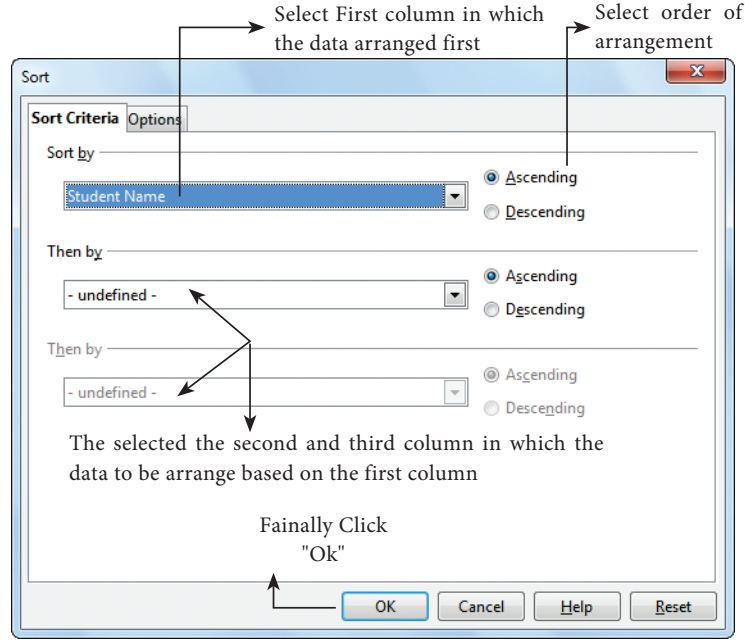 Select First column in which
the data arranged first
Select order of
arrangement
Sort
Sort Criteria Options
Sort by
Student Name
Ascending
Descending
Then by
- undefined -
Ascending
Descending
Then by
- undefined -
Ascending
Descending
The selected the second and third column in which the
data to be arrange based on the first column
Fainally Click
"Ok"
OK Cancel Help Reset